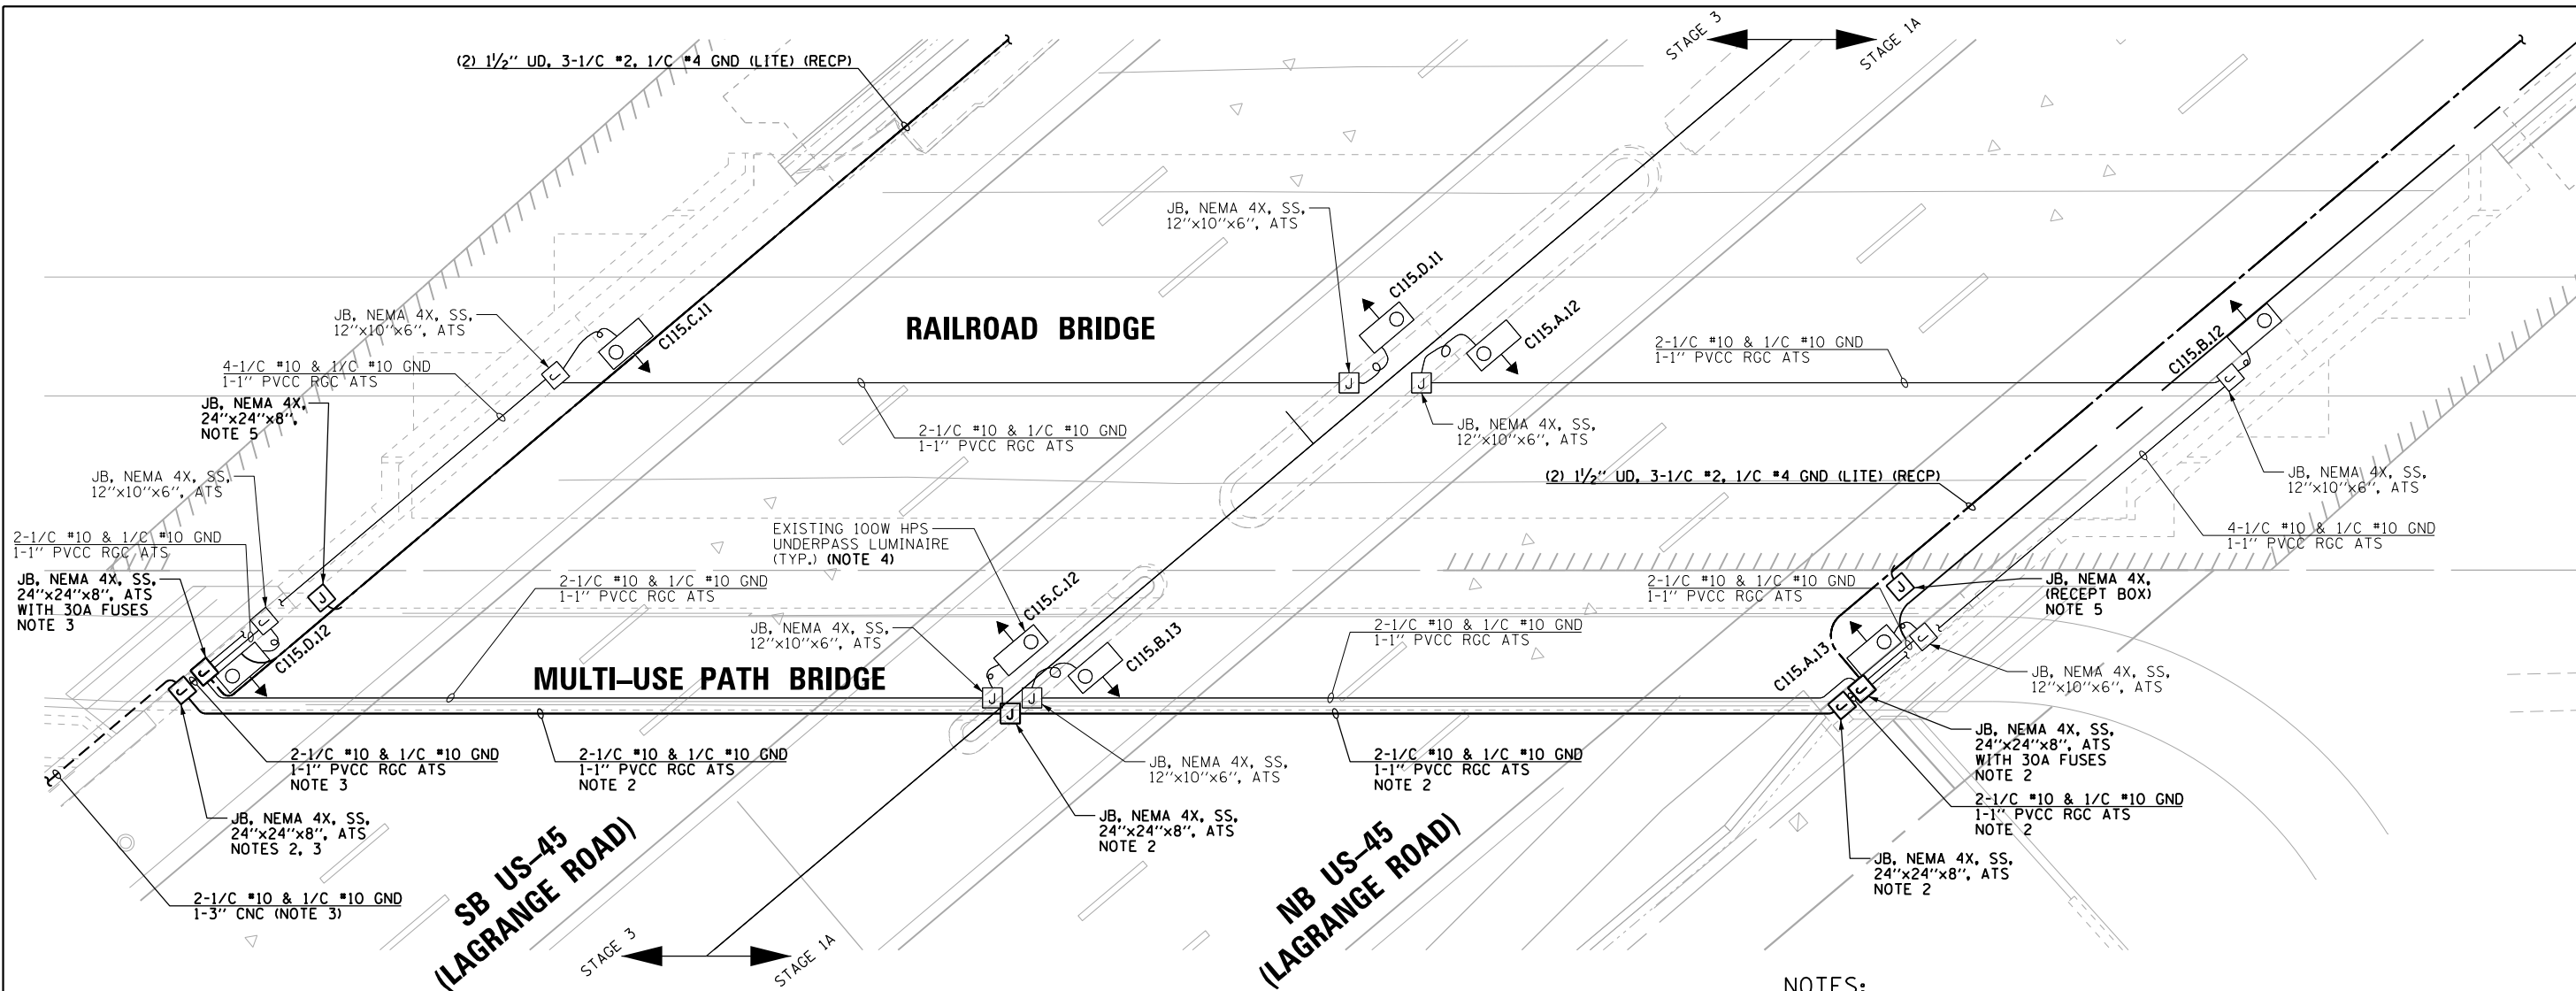 (2) 1½" UD, 3-1/C #2, 1/C #4 GND (LITE) (RECP)
STAGE 3
STAGE 1A
JB, NEMA 4X, SS,
12"x10"x6", ATS
C115.D.11
JB, NEMA 4X, SS,
12"x10"x6", ATS
C115.C.11
RAILROAD BRIDGE
C115.A.12
2-1/C #10 & 1/C #10 GND
1-1" PVCC RGC ATS
C115.B.12
4-1/C #10 & 1/C #10 GND
1-1" PVCC RGC ATS
JB, NEMA 4X,
24"x24"x8",
NOTE 5
J
J
J
J
2-1/C #10 & 1/C #10 GND
1-1" PVCC RGC ATS
JB, NEMA 4X, SS,
12"x10"x6", ATS
JB, NEMA 4X, SS,
12"x10"x6", ATS
(2) 1½" UD, 3-1/C #2, 1/C #4 GND (LITE) (RECP)
JB, NEMA 4X, SS,
12"x10"x6", ATS
2-1/C #10 & 1/C #10 GND
1-1" PVCC RGC ATS
EXISTING 100W HPS
UNDERPASS LUMINAIRE
(TYP.) (NOTE 4)
4-1/C #10 & 1/C #10 GND
1-1" PVCC RGC ATS
JB, NEMA 4X, SS,
24"x24"x8", ATS
WITH 30A FUSES
NOTE 3
2-1/C #10 & 1/C #10 GND
1-1" PVCC RGC ATS
2-1/C #10 & 1/C #10 GND
1-1" PVCC RGC ATS
JB, NEMA 4X,
(RECEPT BOX)
NOTE 5
J
J
J
J
C115.D.12
C115.C.12
JB, NEMA 4X, SS,
12"x10"x6", ATS
C115.B.13
2-1/C #10 & 1/C #10 GND
1-1" PVCC RGC ATS
C115.A.13
JB, NEMA 4X, SS,
12"x10"x6", ATS
MULTI-USE PATH BRIDGE
J
J
J
J
J
J
J
2-1/C #10 & 1/C #10 GND
1-1" PVCC RGC ATS
NOTE 3
2-1/C #10 & 1/C #10 GND
1-1" PVCC RGC ATS
NOTE 2
JB, NEMA 4X, SS,
12"x10"x6", ATS
2-1/C #10 & 1/C #10 GND
1-1" PVCC RGC ATS
NOTE 2
JB, NEMA 4X, SS,
24"x24"x8", ATS
WITH 30A FUSES
NOTE 2
2-1/C #10 & 1/C #10 GND
1-1" PVCC RGC ATS
NOTE 2
JB, NEMA 4X, SS,
24"x24"x8", ATS
NOTES 2, 3
JB, NEMA 4X, SS,
24"x24"x8", ATS
NOTE 2
JB, NEMA 4X, SS,
24"x24"x8", ATS
NOTE 2
2-1/C #10 & 1/C #10 GND
1-3" CNC (NOTE 3)
SB US-45
(LAGRANGE ROAD)
NB US-45
(LAGRANGE ROAD)
STAGE 3
STAGE 1A
NOTES: